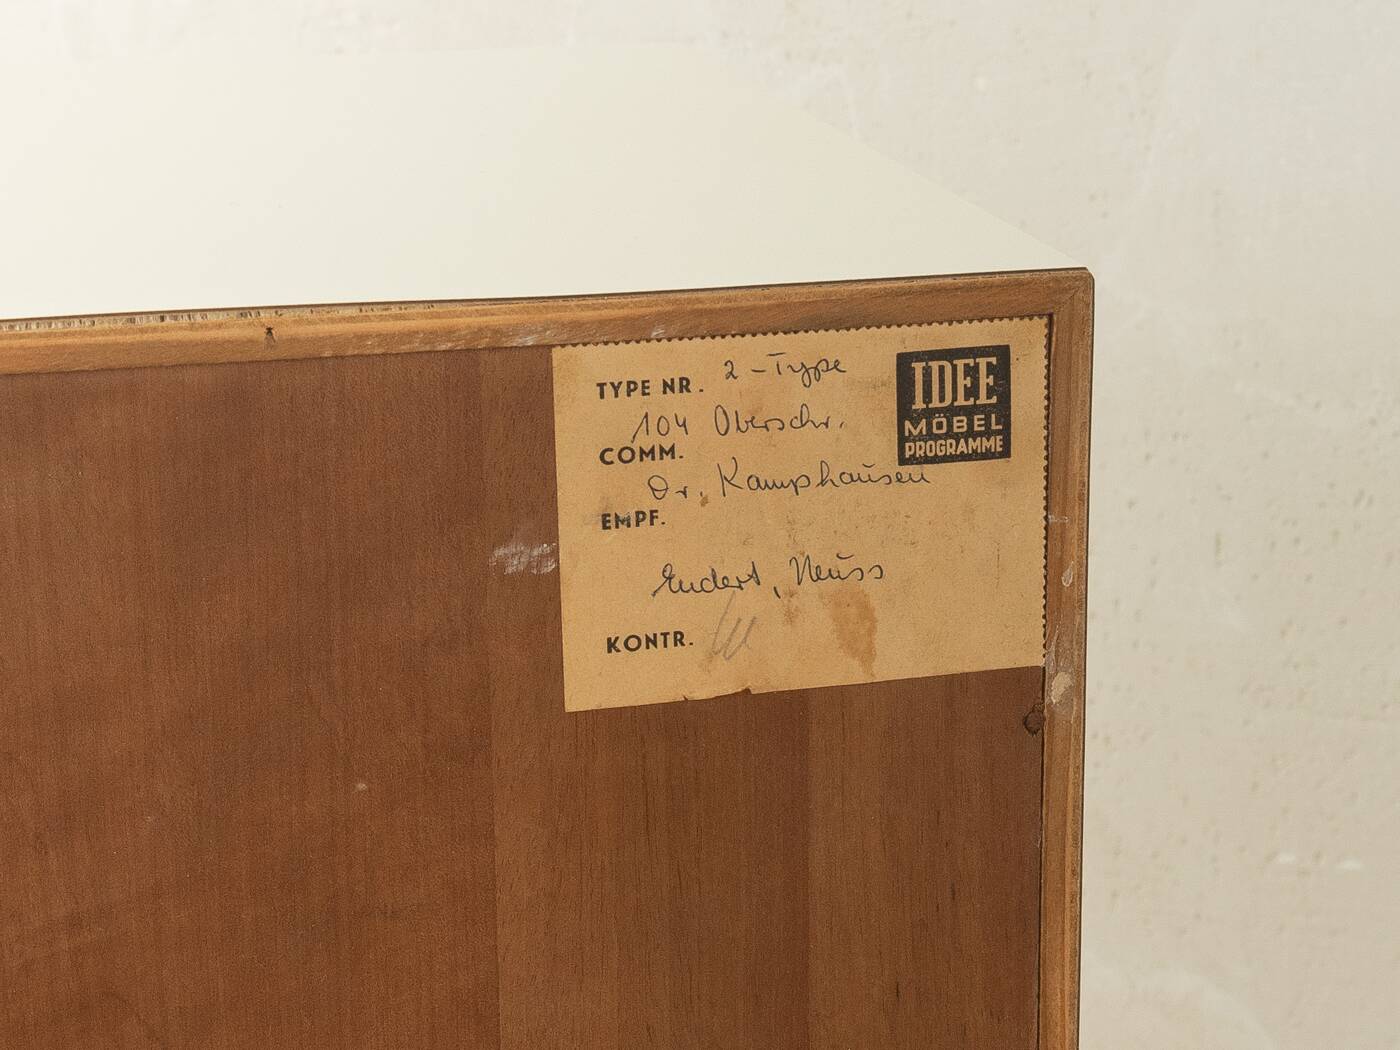 TYPE NR. 2-Type
104 Oberschr.
COMM.
Dr. Kamphausen
EMPF.
Endert, Neuss
KONTR.
IDEE
MÖBEL
PROGRAMME